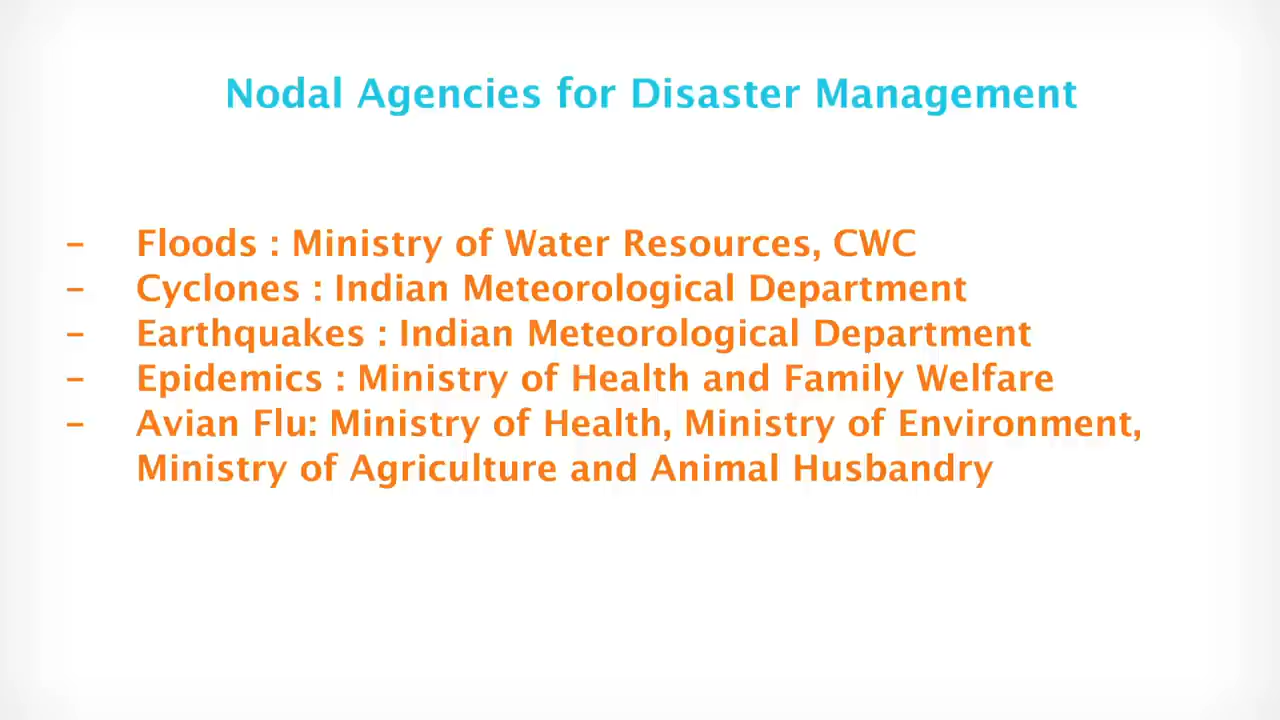 Nodal Agencies for Disaster Management
- Floods : Ministry of Water Resources, CWC
- Cyclones : Indian Meteorological Department
- Earthquakes : Indian Meteorological Department
- Epidemics : Ministry of Health and Family Welfare
- Avian Flu: Ministry of Health, Ministry of Environment,
Ministry of Agriculture and Animal Husbandry